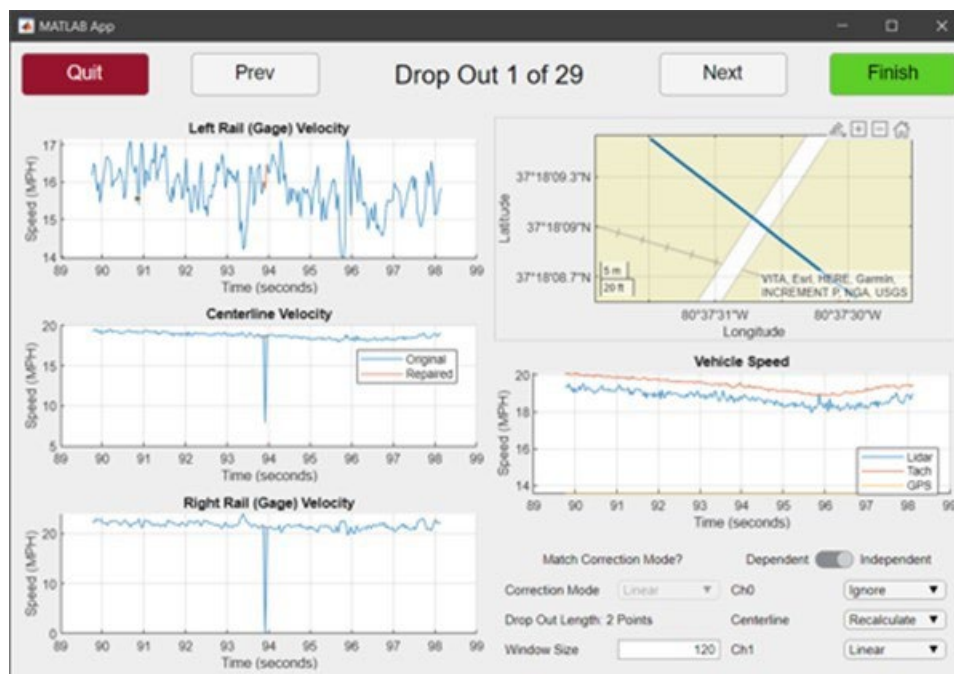 MATLAB App
Quit
Prev
Drop Out 1 of 29
Next
Finish
Left Rail (Gage) Velocity
17
16
15
14
Speed (MPH)
89 90 91 92 93 94 95 96 97 98 99
Time (seconds)
Centerline Velocity
20
15
10
5
Speed (MPH)
Original
Repaired
89 90 91 92 93 94 95 96 97 98 99
Time (seconds)
Right Rail (Gage) Velocity
20
10
0
Speed (MPH)
89 90 91 92 93 94 95 96 97 98 99
Time (seconds)
37°18'09.3"N
37°18'09"N
37°18'08.7"N
Latitude
5 m
20 ft
VITA, Esri, HERE, Garmin,
INCREMENT P, NGA, USGS
80°37'31"W 80°37'30"W
Longitude
Vehicle Speed
20
18
16
14
Speed (MPH)
Lidar
Tach
GPS
90 91 92 93 94 95 96 97 98 99
Time (seconds)
Match Correction Mode? Dependent Independent
Correction Mode Linear Ch0 Ignore
Drop Out Length: 2 Points Centerline Recalculate
Window Size 120 Ch1 Linear